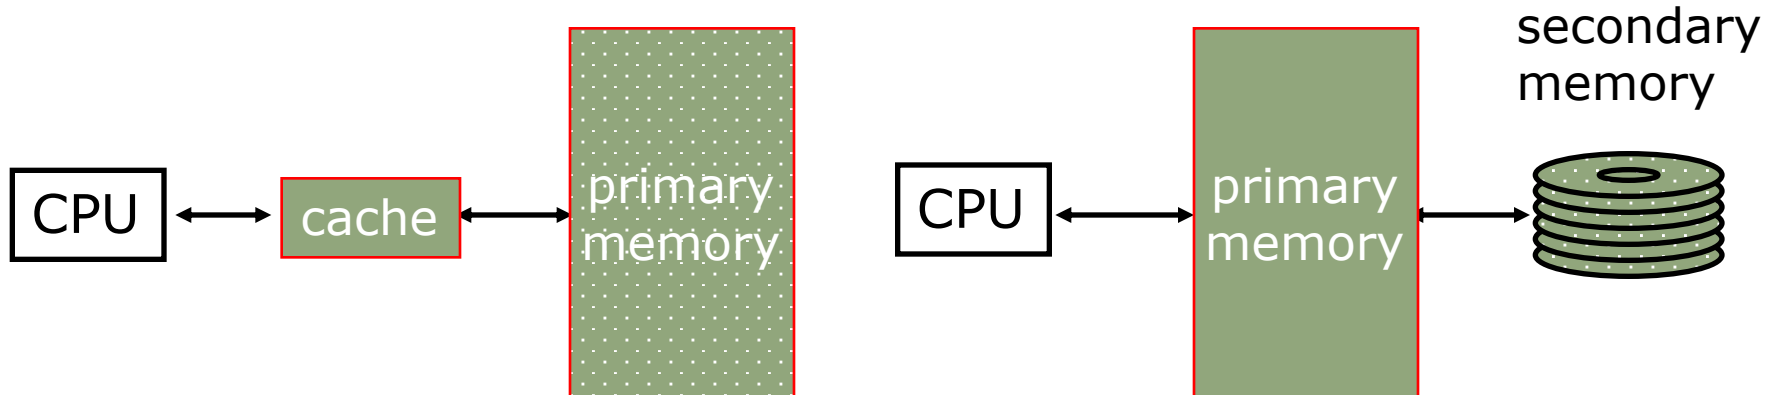 CPU
cache
primary
memory
CPU
primary
memory
secondary
memory